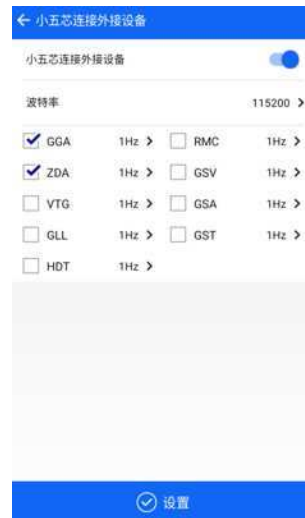 小五芯连接外接设备
小五芯连接外接设备
波特率 115200
GGA 1Hz RMC 1Hz
ZDA 1Hz GSV 1Hz
VTG 1Hz GSA 1Hz
GLL 1Hz GST 1Hz
HDT 1Hz
设置